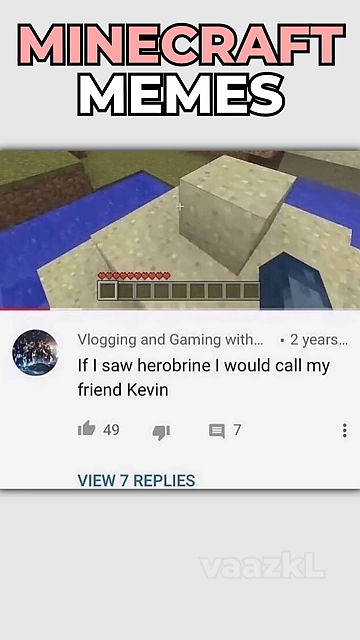 MINECRAFT
MEMES
Vlogging and Gaming with... • 2 years...
If I saw herobrine I would call my
friend Kevin
49
7
VIEW 7 REPLIES
vaazkL